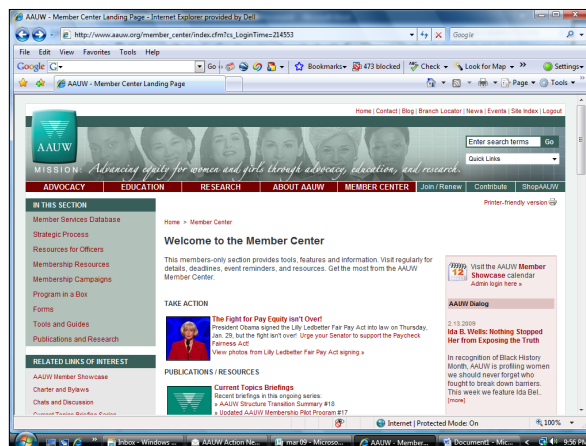 AAUW - Member Center Landing Page - Internet Explorer provided by Dell
http://www.aauw.org/member_center/index.cfm?cs_LoginTime=214553
Google
File Edit View Favorites Tools Help
Google G Go Bookmarks 473 blocked Check Look for Map » Settings
AAUW - Member Center Landing Page
Page Tools »
Home | Contact | Blog | Branch Locator | News | Events | Site Index | Logout
AAUW
Enter search terms Go
Quick Links
MISSION: Advancing equity for women and girls through advocacy, education, and research.
ADVOCACY EDUCATION RESEARCH ABOUT AAUW MEMBER CENTER Join / Renew Contribute ShopAAUW
Printer-friendly version
IN THIS SECTION
Member Services Database
Strategic Process
Resources for Officers
Membership Resources
Membership Campaigns
Program in a Box
Forms
Tools and Guides
Publications and Research
RELATED LINKS OF INTEREST
AAUW Member Showcase
Charter and Bylaws
Chats and Discussion
Current Topics Briefing Series
Home > Member Center
Welcome to the Member Center
This members-only section provides tools, features and information. Visit regularly for
details, deadlines, event reminders, and resources. Get the most from the AAUW
Member Center.
TAKE ACTION
The Fight for Pay Equity isn't Over!
President Obama signed the Lilly Ledbetter Fair Pay Act into law on Thursday,
Jan. 29, but the fight isn't over! Urge your Senator to support the Paycheck
Fairness Act!
View photos from Lilly Ledbetter Fair Pay Act signing »
PUBLICATIONS / RESOURCES
Current Topics Briefings
Recent briefings in this ongoing series:
» AAUW Structure Transition Summary #18
» Updated AAUW Membership Pilot Program #17
12
Visit the AAUW Member
Showcase calendar
Admin login here »
AAUW Dialog
2.13.2009
Ida B. Wells: Nothing Stopped
Her from Exposing the Truth
In recognition of Black History
Month, AAUW is profiling women
we should never forget who
fought to break down barriers.
This week we feature Ida Bel..
[more]
Internet | Protected Mode: On 100%
Inbox - Windows ... AAUW Action Ne... mar 09 - Microso... AAUW - Member... Document1 - Mic... 9:56 PM